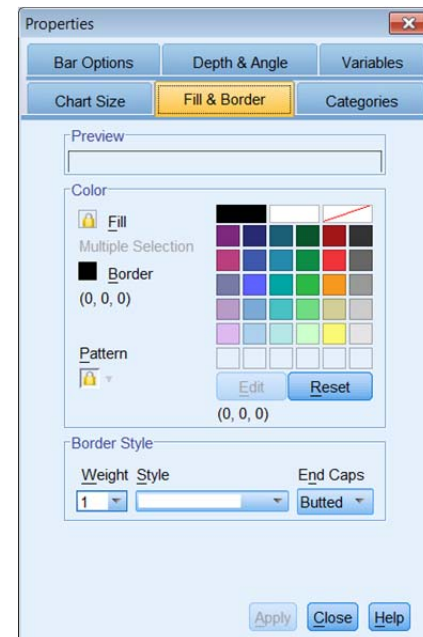 Properties
Bar Options Depth & Angle Variables
Chart Size Fill & Border Categories
Preview
Color
Fill
Multiple Selection
Border
(0, 0, 0)
Pattern
Edit Reset
(0, 0, 0)
Border Style
Weight Style End Caps
1 Butted
Apply Close Help